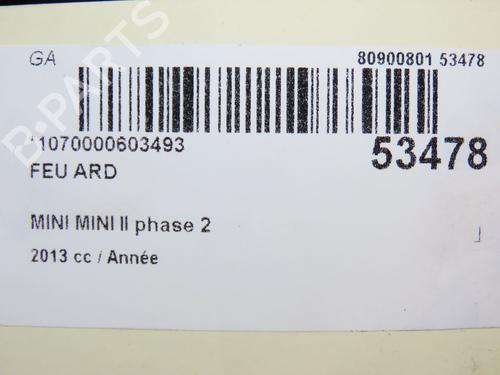 GA
80900801 53478
*1070000603493
53478
FEU ARD
MINI MINI II phase 2
2013 cc / Année
B-PARTS